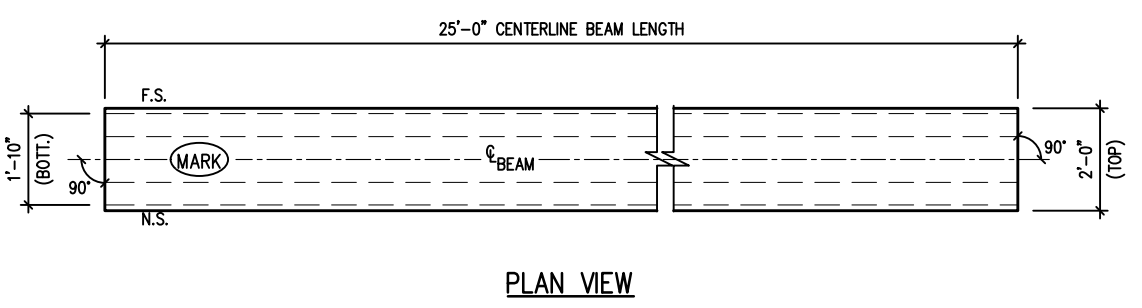 25'-0" CENTERLINE BEAM LENGTH
F.S.
1'-10"
(BOTT.)
MARK
℄ BEAM
90°
90°
2'-0"
(TOP)
N.S.
PLAN VIEW